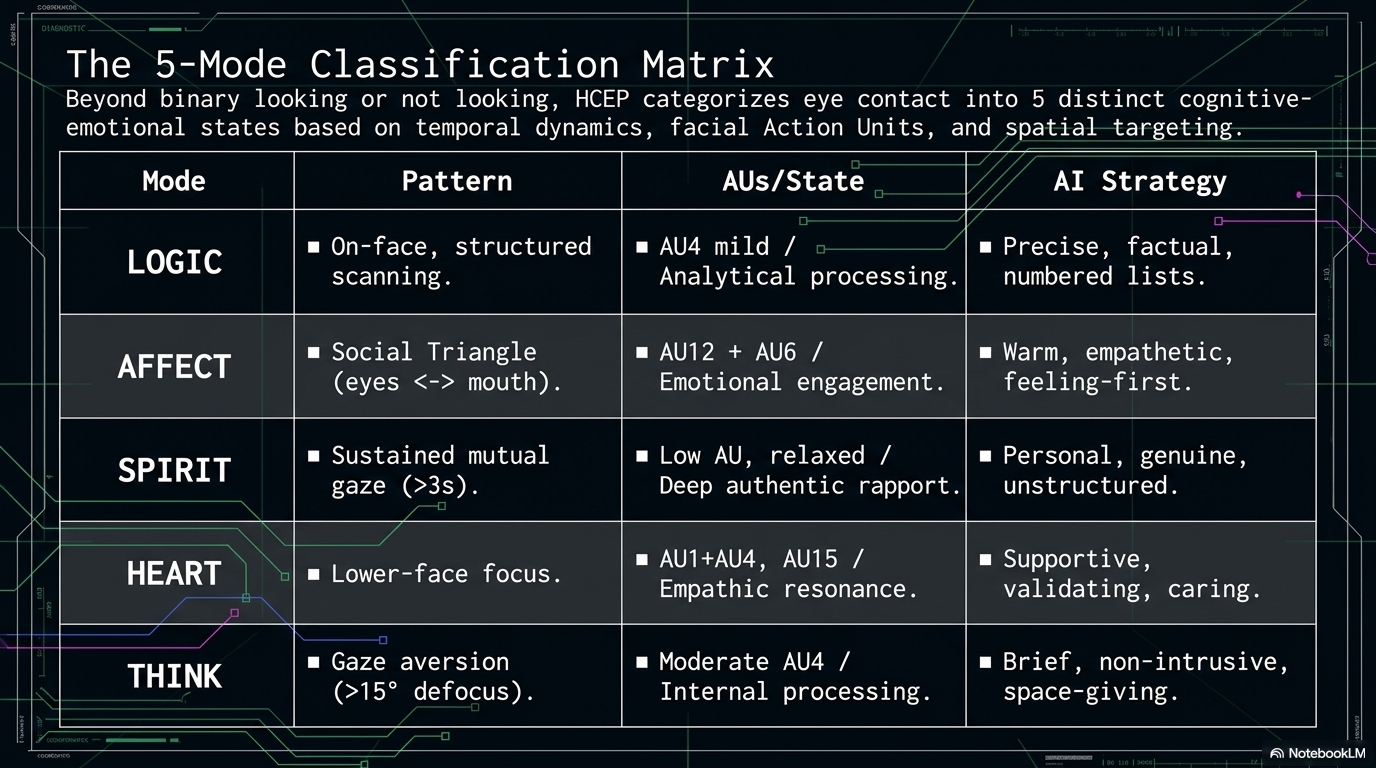 DIAGNOSTIC
The 5-Mode Classification Matrix
Beyond binary looking or not looking, HCEP categorizes eye contact into 5 distinct cognitive-
emotional states based on temporal dynamics, facial Action Units, and spatial targeting.
Mode
Pattern
AUs/State
AI Strategy
LOGIC
■ On-face, structured
scanning.
■ AU4 mild /
Analytical processing.
■ Precise, factual,
numbered lists.
AFFECT
■ Social Triangle
(eyes <-> mouth).
■ AU12 + AU6 /
Emotional engagement.
■ Warm, empathetic,
feeling-first.
SPIRIT
■ Sustained mutual
gaze (>3s).
■ Low AU, relaxed /
Deep authentic rapport.
■ Personal, genuine,
unstructured.
HEART
■ Lower-face focus.
■ AU1+AU4, AU15 /
Empathic resonance.
■ Supportive,
validating, caring.
THINK
■ Gaze aversion
(>15° defocus).
■ Moderate AU4 /
Internal processing.
■ Brief, non-intrusive,
space-giving.
NotebookLM